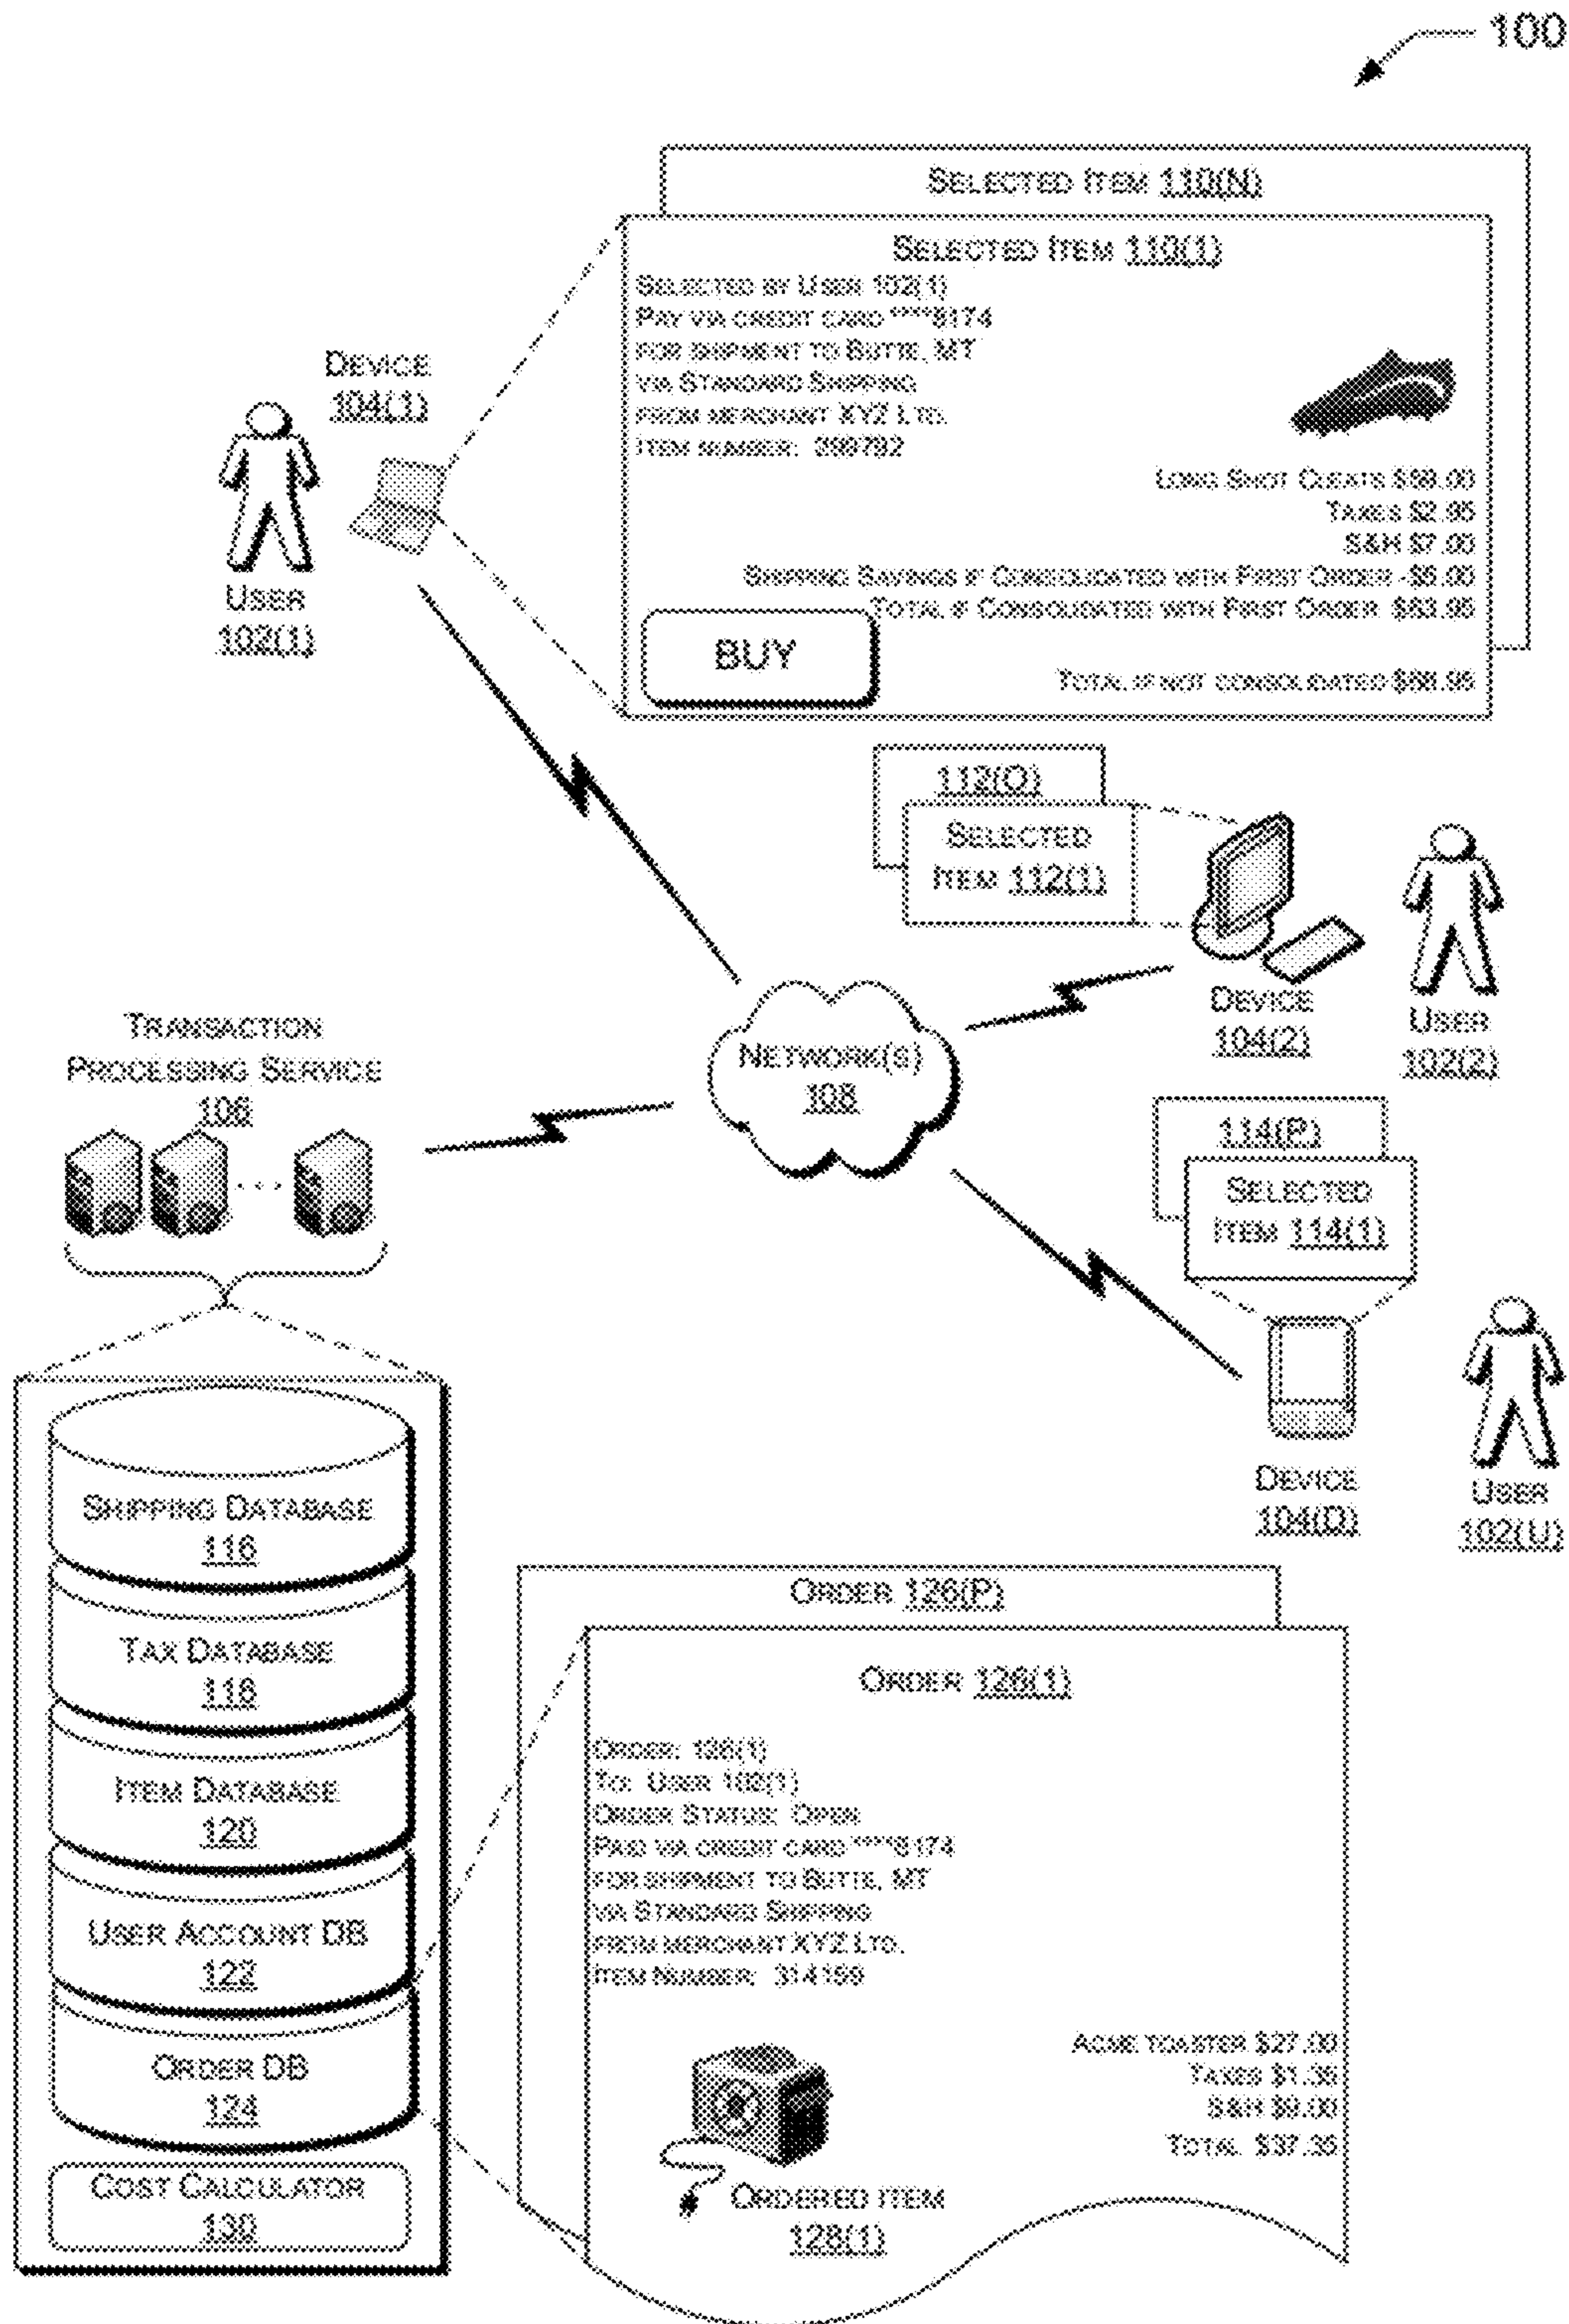 100
SELECTED ITEM 110(N)
SELECTED ITEM 110(1)
SELECTED BY USER 102(1)
PAY VIA CREDIT CARD ****8174
FOR SHIPMENT TO BUTTE, MT
VIA STANDARD SHIPPING
FROM MERCHANT XYZ LTD.
ITEM NUMBER: 299792
LONG SHOT CLEATS $59.00
TAXES $2.95
S&H $7.00
SHIPPING SAVINGS IF CONSOLIDATED WITH FIRST ORDER -$5.00
TOTAL IF CONSOLIDATED WITH FIRST ORDER $63.95
BUY
TOTAL IF NOT CONSOLIDATED $68.95
DEVICE
104(1)
USER
102(1)
112(O)
SELECTED
ITEM 112(1)
DEVICE
104(2)
USER
102(2)
TRANSACTION
PROCESSING SERVICE
106
NETWORK(S)
108
114(P)
SELECTED
ITEM 114(1)
DEVICE
104(D)
USER
102(U)
SHIPPING DATABASE
116
TAX DATABASE
118
ITEM DATABASE
120
USER ACCOUNT DB
122
ORDER DB
124
COST CALCULATOR
130
ORDER 126(P)
ORDER 126(1)
ORDER: 126(1)
TO: USER 102(1)
ORDER STATUS: OPEN
PAID VIA CREDIT CARD ****8174
FOR SHIPMENT TO BUTTE, MT
VIA STANDARD SHIPPING
FROM MERCHANT XYZ LTD.
ITEM NUMBER: 314159
ACME TOASTER $27.00
TAXES $1.35
S&H $9.00
TOTAL $37.35
ORDERED ITEM
128(1)